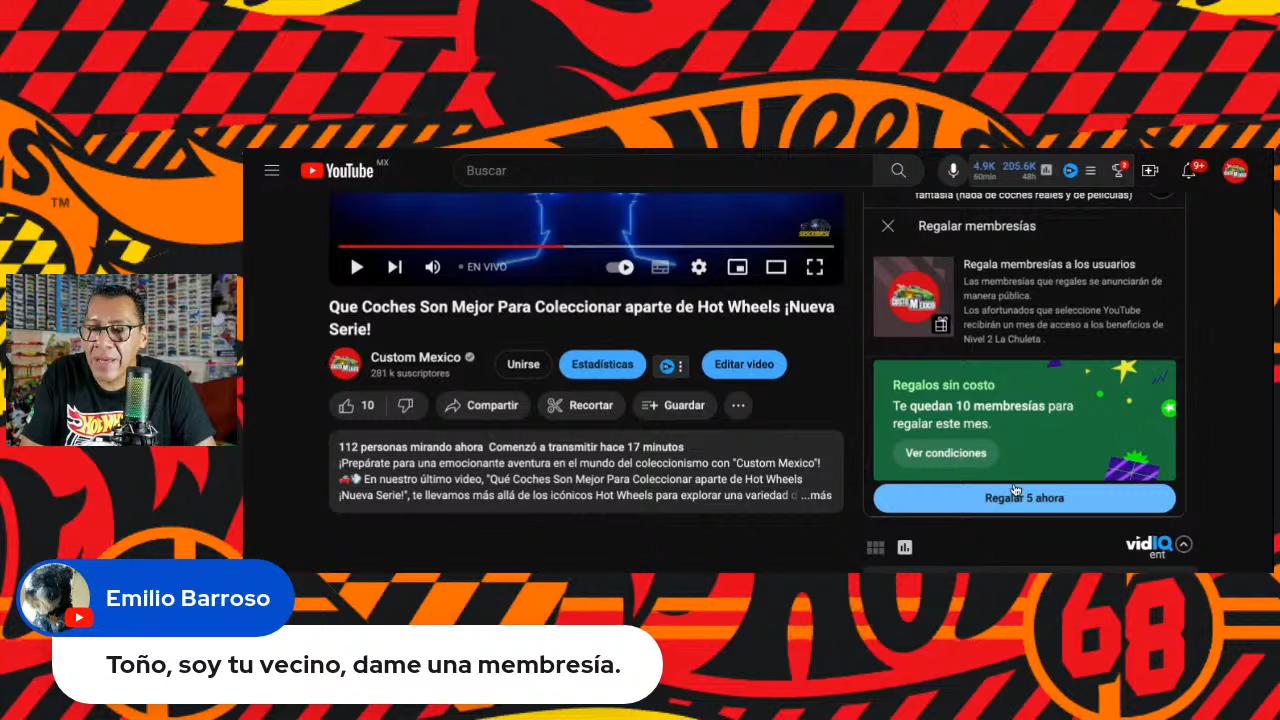 TM
YouTube MX
Buscar
4.9K 205.6K
60min 48h
2
9+
fantasía (nada de coches reales y de películas)
Regalar membresías
SUSCRIBIRSE
EN VIVO
Regala membresías a los usuarios
Las membresías que regales se anunciarán de
manera pública.
Los afortunados que seleccione YouTube
recibirán un mes de acceso a los beneficios de
Nivel 2 La Chuleta .
Que Coches Son Mejor Para Coleccionar aparte de Hot Wheels ¡Nueva
Serie!
Custom Mexico
281 k suscriptores
Unirse
Estadísticas
Editar video
Regalos sin costo
Te quedan 10 membresías para
regalar este mes.
Ver condiciones
10
Compartir
Recortar
Guardar
112 personas mirando ahora Comenzó a transmitir hace 17 minutos
¡Prepárate para una emocionante aventura en el mundo del coleccionismo con "Custom Mexico"!
En nuestro último video, "Qué Coches Son Mejor Para Coleccionar aparte de Hot Wheels
¡Nueva Serie!", te llevamos más allá de los icónicos Hot Wheels para explorar una variedad d ...más
Regalar 5 ahora
vidIQ
ent
Emilio Barroso
Toño, soy tu vecino, dame una membresía.
68